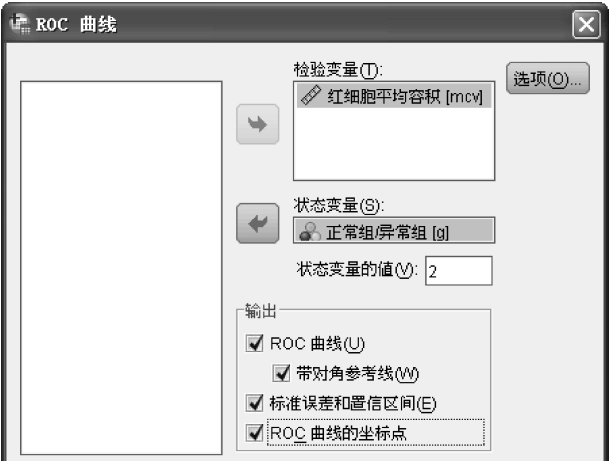 ROC 曲线
检验变量(T):
红细胞平均容积 [mcv]
选项(O)...
状态变量(S):
正常组/异常组 [g]
状态变量的值(V): 2
输出
ROC 曲线(U)
带对角参考线(W)
标准误差和置信区间(E)
ROC 曲线的坐标点